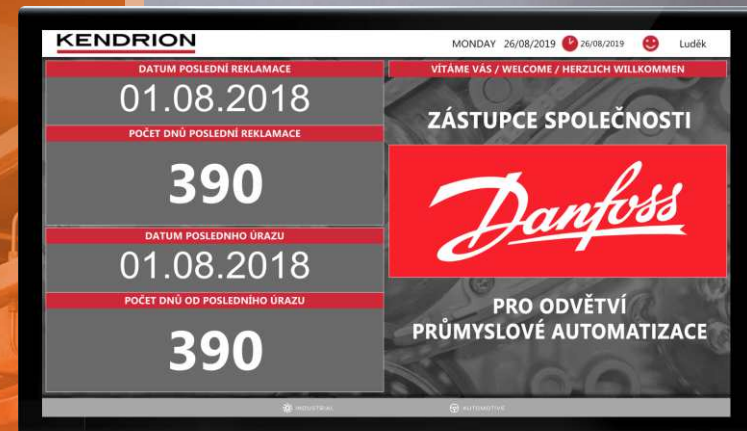 KENDRION
MONDAY 26/08/2019 26/08/2019 Luděk
DATUM POSLEDNÍ REKLAMACE
01.08.2018
POČET DNŮ POSLEDNÍ REKLAMACE
390
DATUM POSLEDNHO ÚRAZU
01.08.2018
POČET DNŮ OD POSLEDNÍHO ÚRAZU
390
VÍTÁME VÁS / WELCOME / HERZLICH WILLKOMMEN
ZÁSTUPCE SPOLEČNOSTI
Danfoss
PRO ODVĚTVÍ
PRŮMYSLOVÉ AUTOMATIZACE
INDUSTRIAL
AUTOMOTIVE